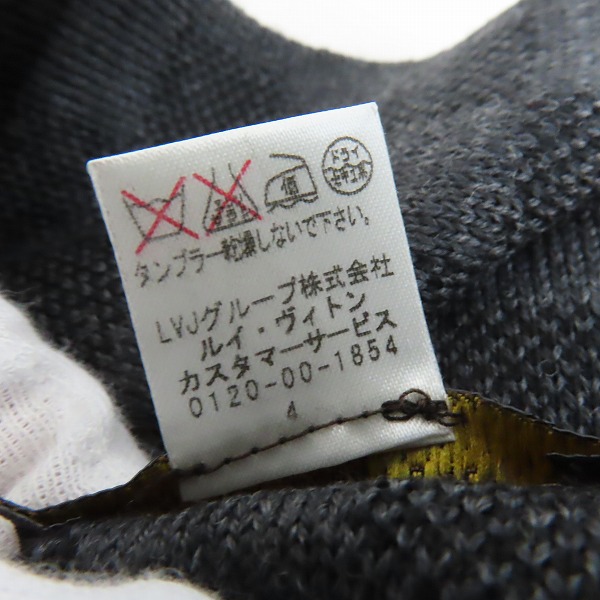 低
ドライ
タンブラー乾燥しないで下さい。
LVJグループ株式会社
ルイ・ヴィトン
カスタマーサービス
0120-00-1854
4